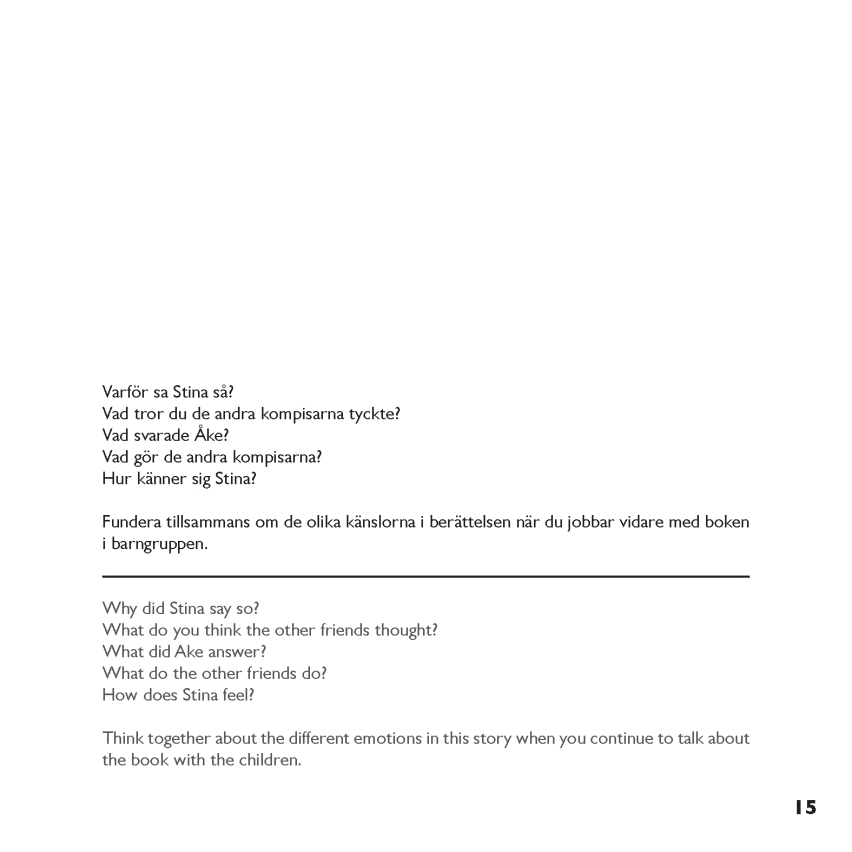 Varför sa Stina så?
Vad tror du de andra kompisarna tyckte?
Vad svarade Åke?
Vad gör de andra kompisarna?
Hur känner sig Stina?
Fundera tillsammans om de olika känslorna i berättelsen när du jobbar vidare med boken
i barngruppen.
Why did Stina say so?
What do you think the other friends thought?
What did Ake answer?
What do the other friends do?
How does Stina feel?
Think together about the different emotions in this story when you continue to talk about
the book with the children.
15